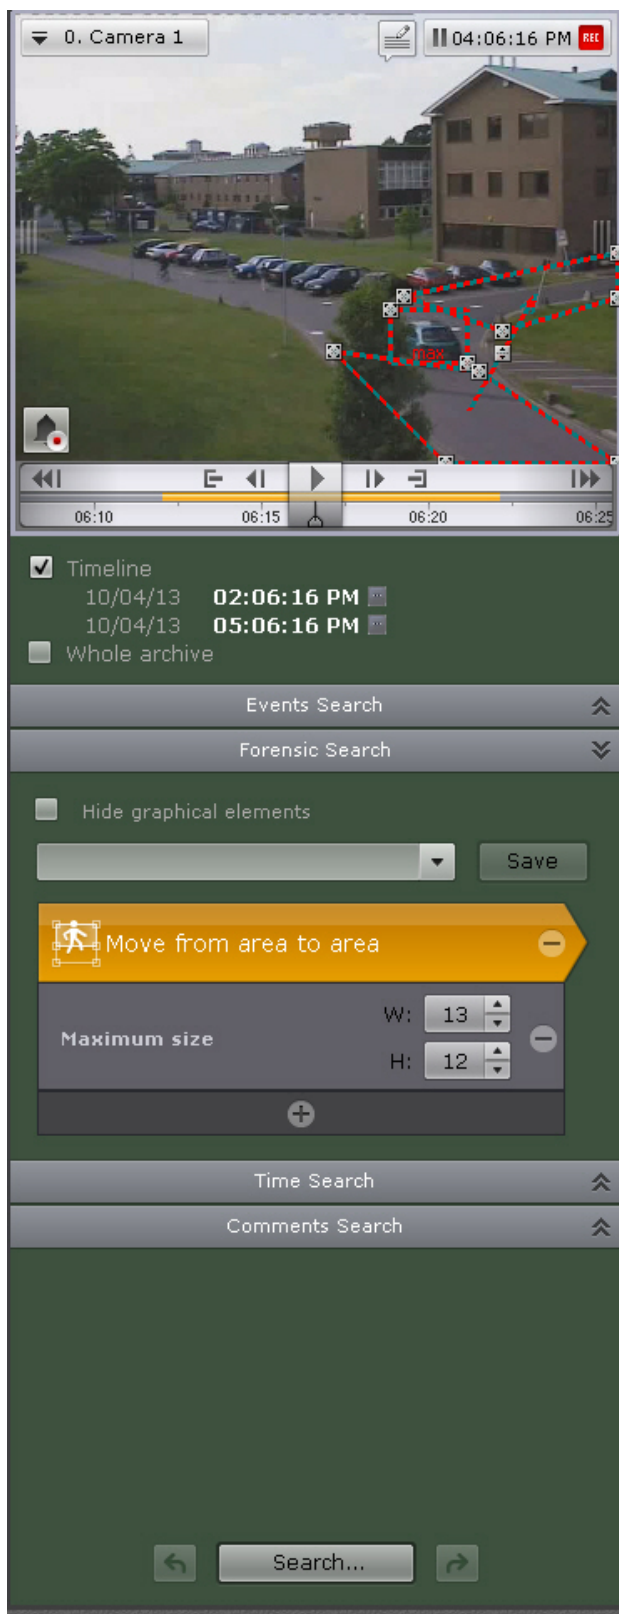 0. Camera 1
04:06:16 PM REC
max
06:10 06:15 06:20 06:25
Timeline
10/04/13 02:06:16 PM
10/04/13 05:06:16 PM
Whole archive
Events Search
Forensic Search
Hide graphical elements
Save
Move from area to area
W: 13
Maximum size
H: 12
Time Search
Comments Search
Search...